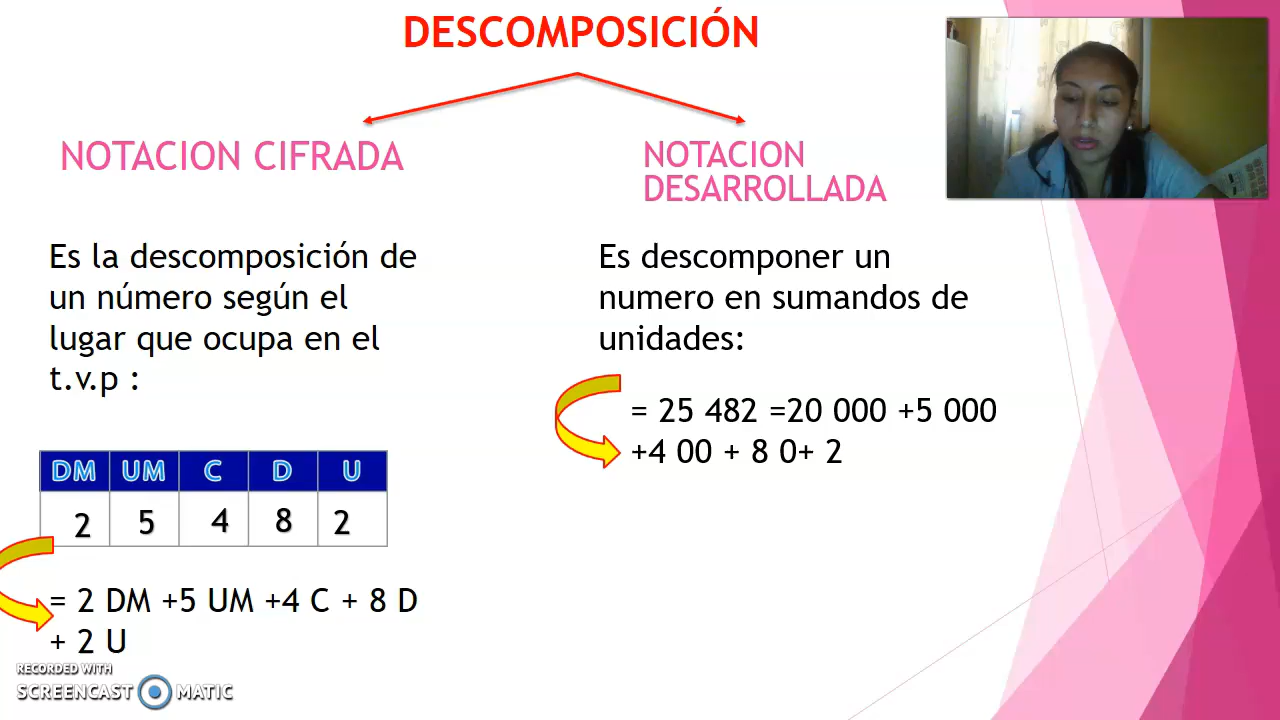 DESCOMPOSICIÓN
NOTACION CIFRADA
Es la descomposición de
un número según el
lugar que ocupa en el
t.v.p :
DM UM C D U
2 5 4 8 2
= 2 DM +5 UM +4 C + 8 D
+ 2 U
NOTACION
DESARROLLADA
Es descomponer un
numero en sumandos de
unidades:
= 25 482 =20 000 +5 000
+4 00 + 8 0+ 2
RECORDED WITH
SCREENCAST MATIC